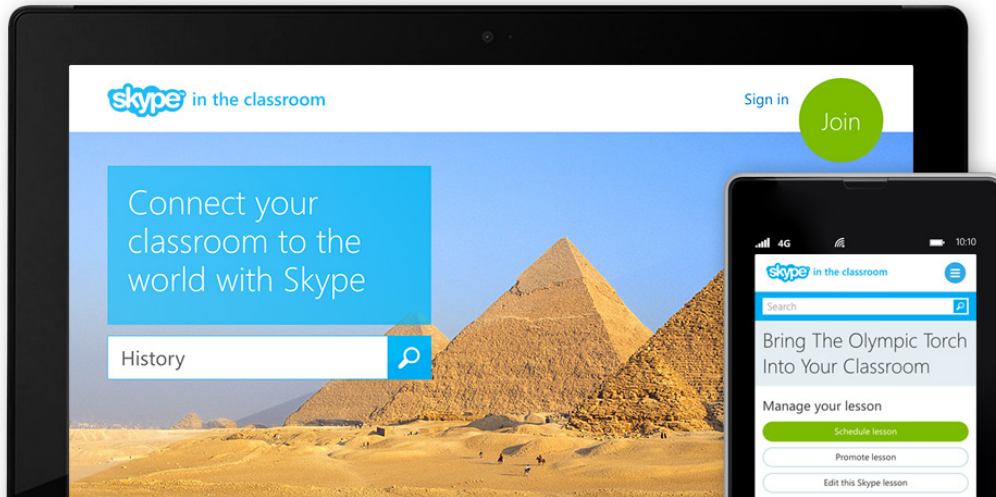 skype in the classroom
Sign in
Join
Connect your
classroom to the
world with Skype
History
4G
10:10
skype in the classroom
Search
Bring The Olympic Torch
Into Your Classroom
Manage your lesson
Schedule lesson
Promote lesson
Edit this Skype lesson